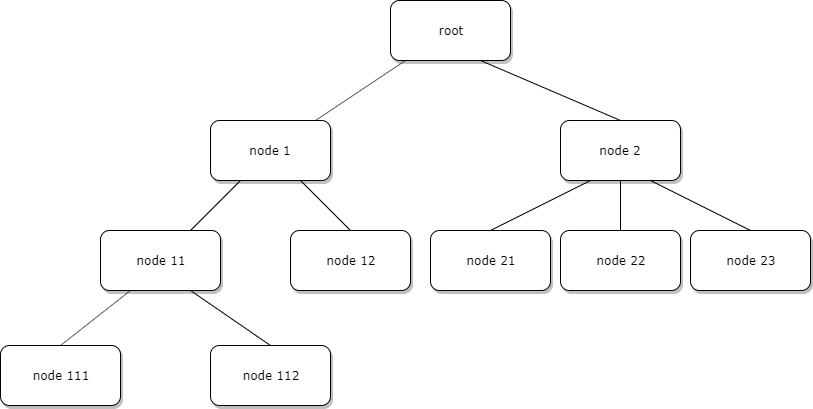 root
node 1
node 2
node 11
node 12
node 21
node 22
node 23
node 111
node 112